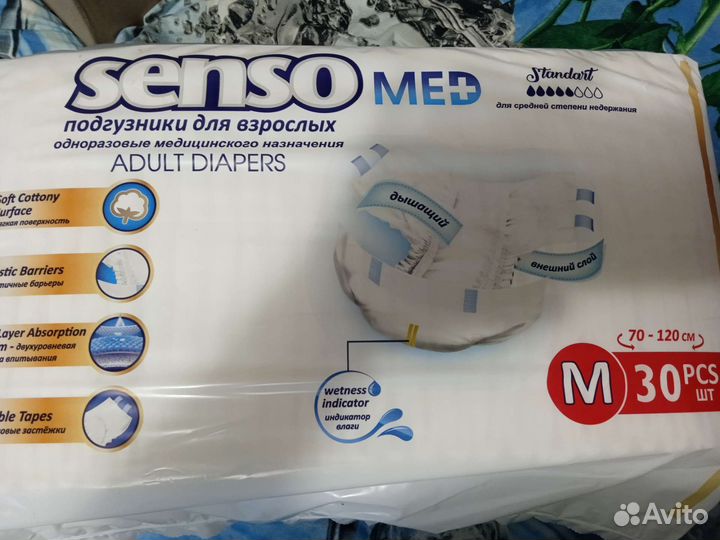 senso MED
подгузники для взрослых
одноразовые медицинского назначения
ADULT DIAPERS
Standart
для средней степени недержания
Soft Cottony
urface
гкая поверхность
stic Barriers
тичные барьеры
Layer Absorption
m - двухуровневая
а впитывания
ble Tapes
овые застёжки
дышащий
внешний слой
wetness
indicator
индикатор
влаги
70 - 120 см
M 30 PCS
шт
Avito